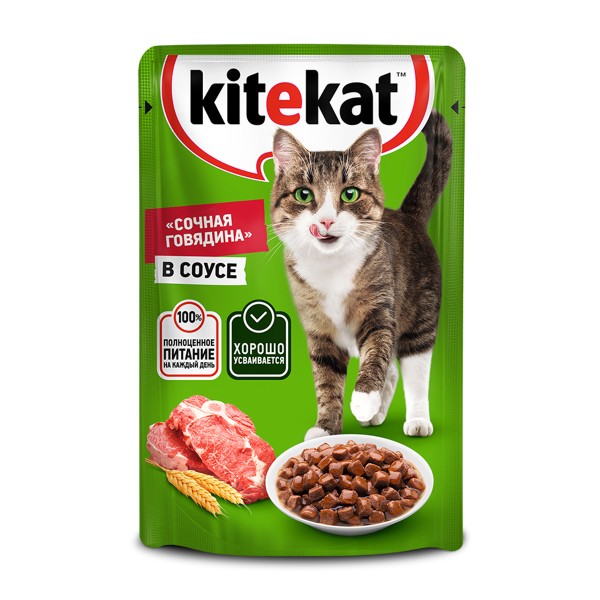 kitekat™
«СОЧНАЯ
ГОВЯДИНА»
В СОУСЕ
100%
ПОЛНОЦЕННОЕ
ПИТАНИЕ
НА КАЖДЫЙ ДЕНЬ
ХОРОШО
УСВАИВАЕТСЯ